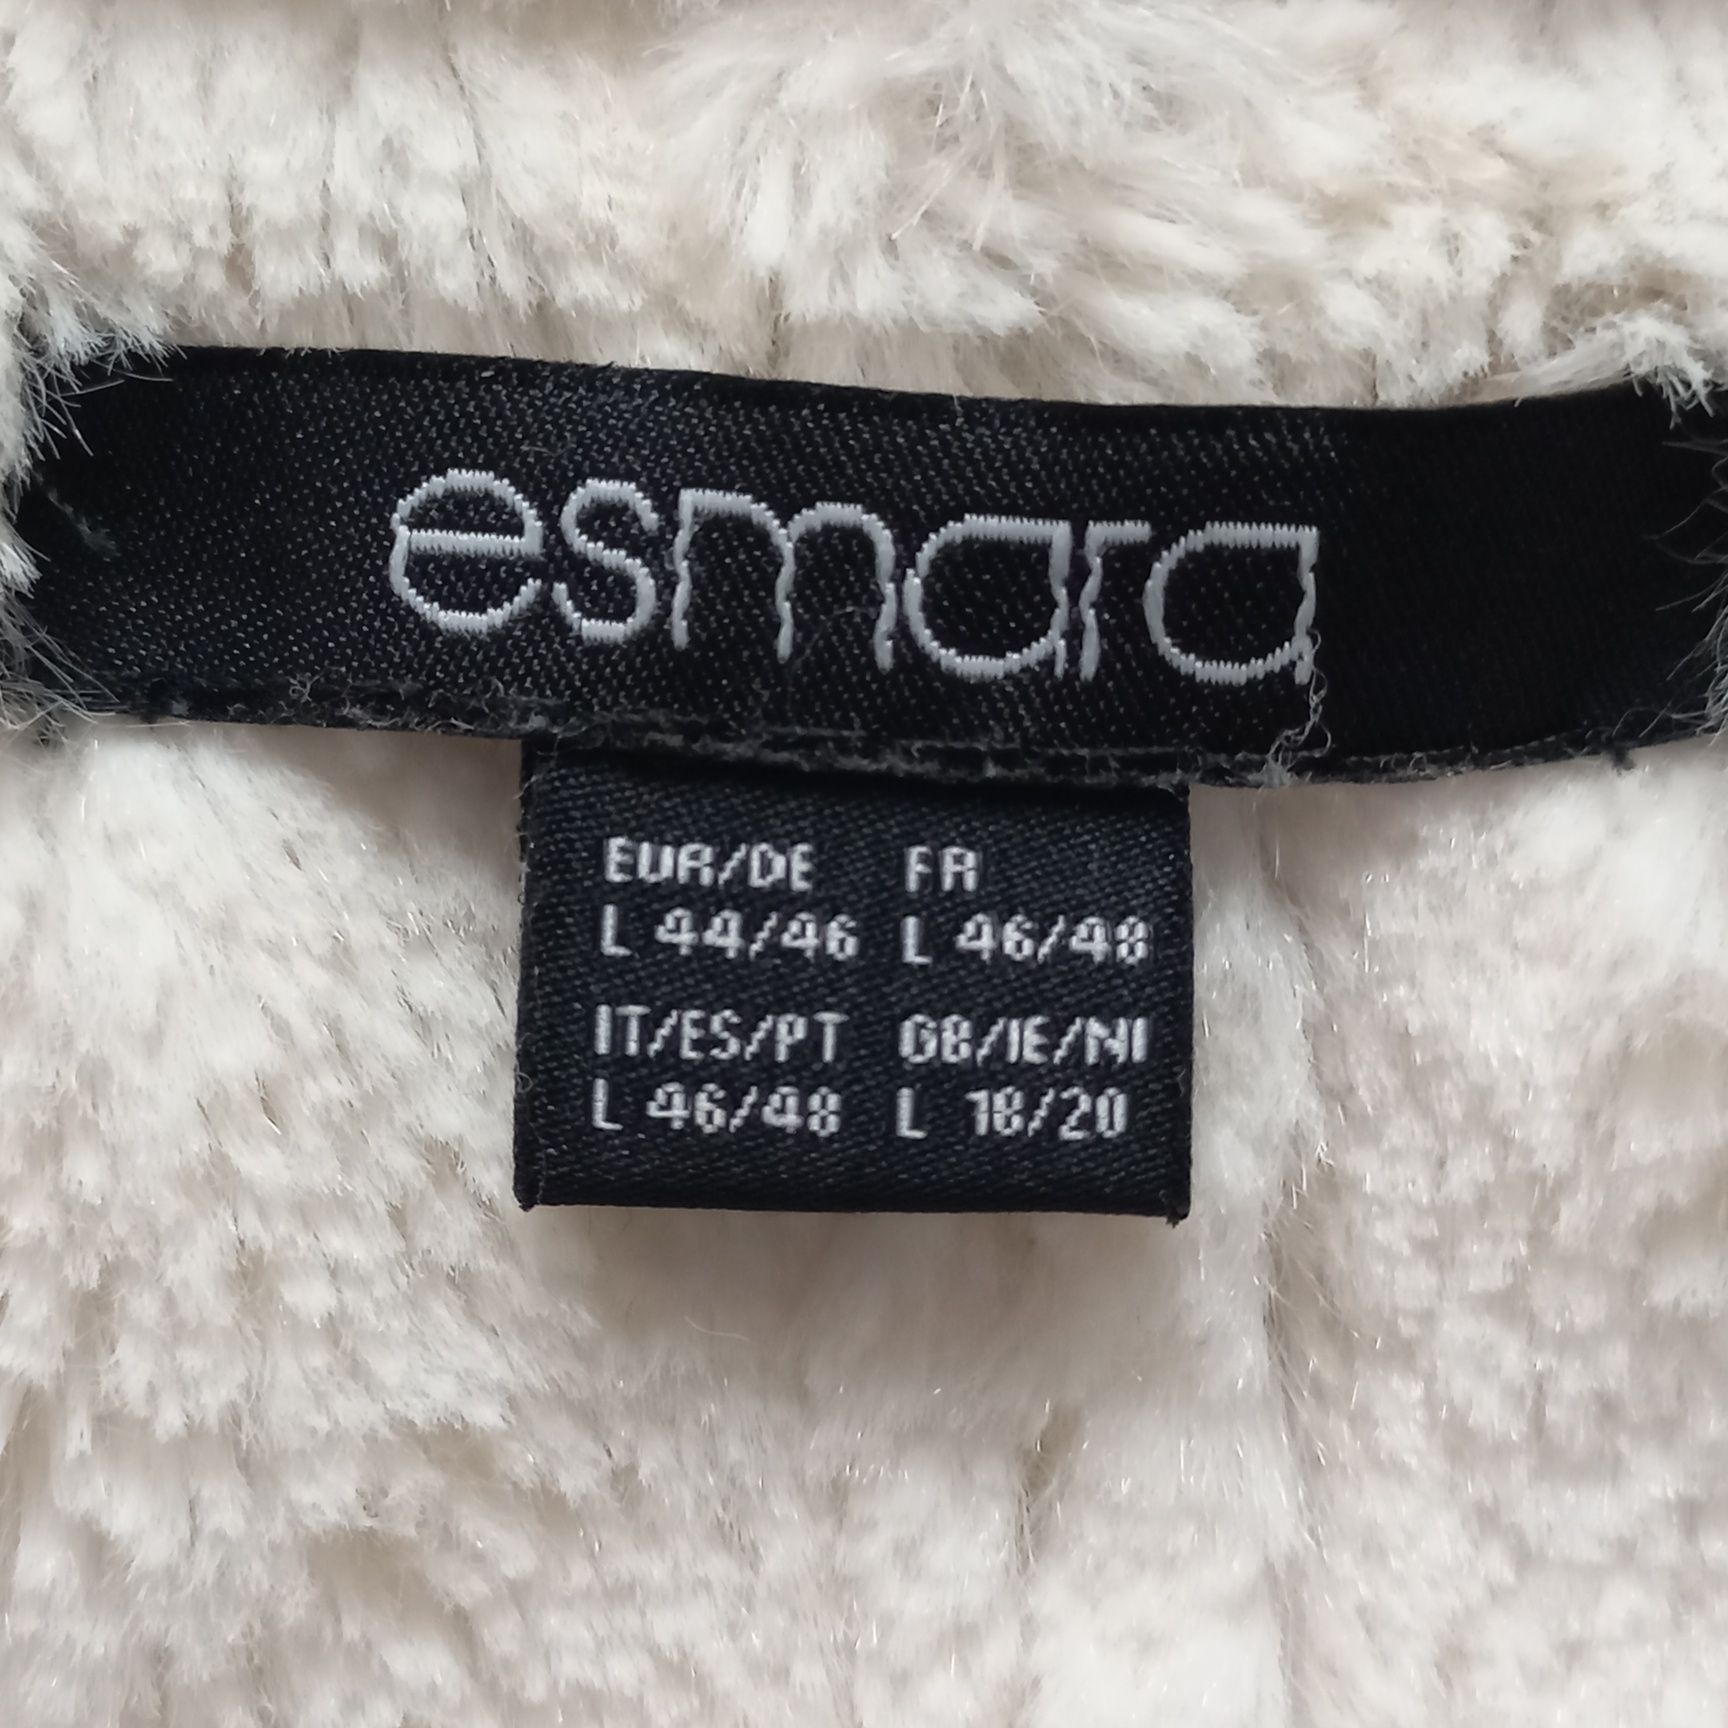 esmara
EUR/DE FR
L 44/46 L 46/48
IT/ES/PT GB/IE/NI
L 46/48 L 18/20